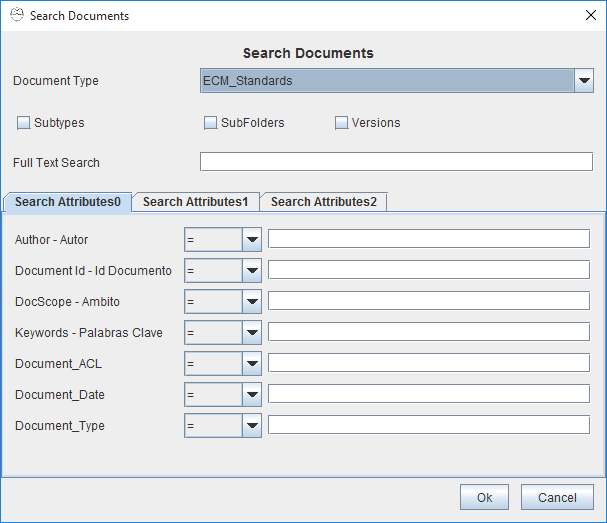 Search Documents
Search Documents
Document Type ECM_Standards
Subtypes SubFolders Versions
Full Text Search
Search Attributes0 Search Attributes1 Search Attributes2
Author - Autor =
Document Id - Id Documento =
DocScope - Ambito =
Keywords - Palabras Clave =
Document_ACL =
Document_Date =
Document_Type =
Ok Cancel